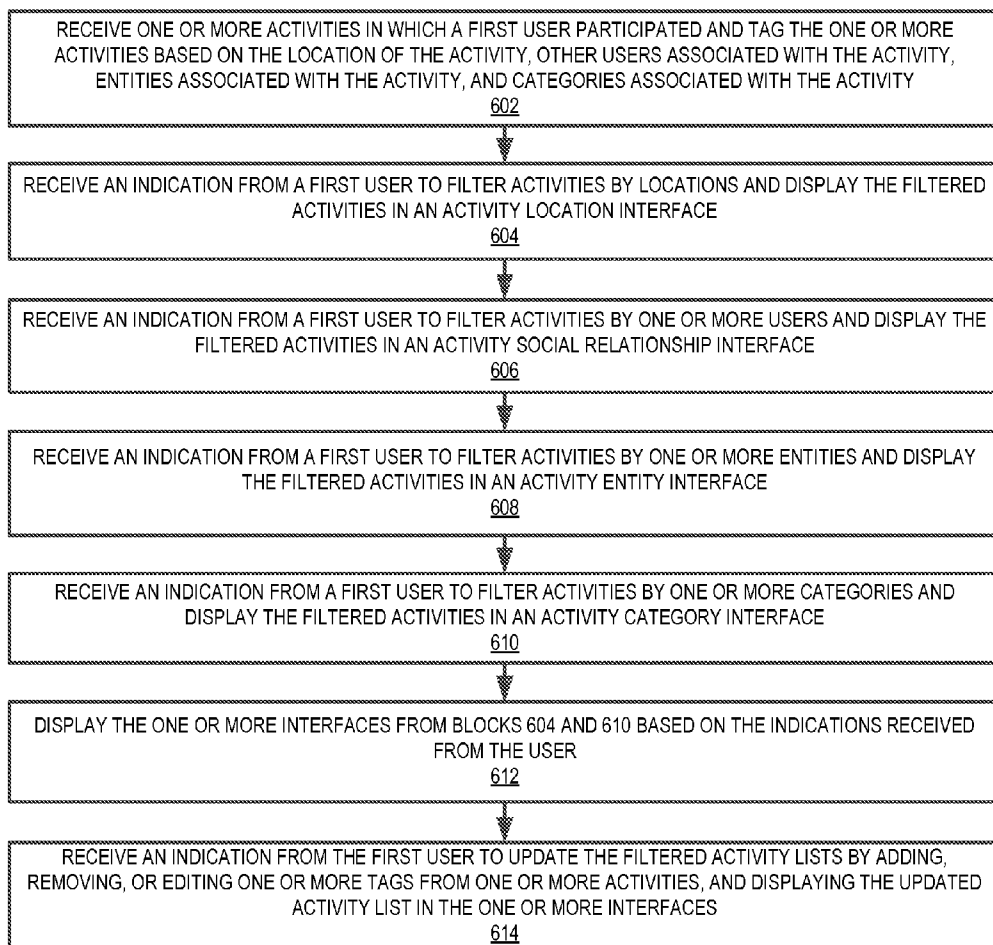 RECEIVE ONE OR MORE ACTIVITIES IN WHICH A FIRST USER PARTICIPATED AND TAG THE ONE OR MORE
ACTIVITIES BASED ON THE LOCATION OF THE ACTIVITY, OTHER USERS ASSOCIATED WITH THE ACTIVITY,
ENTITIES ASSOCIATED WITH THE ACTIVITY, AND CATEGORIES ASSOCIATED WITH THE ACTIVITY
602
RECEIVE AN INDICATION FROM A FIRST USER TO FILTER ACTIVITIES BY LOCATIONS AND DISPLAY THE FILTERED
ACTIVITIES IN AN ACTIVITY LOCATION INTERFACE
604
RECEIVE AN INDICATION FROM A FIRST USER TO FILTER ACTIVITIES BY ONE OR MORE USERS AND DISPLAY THE
FILTERED ACTIVITIES IN AN ACTIVITY SOCIAL RELATIONSHIP INTERFACE
606
RECEIVE AN INDICATION FROM A FIRST USER TO FILTER ACTIVITIES BY ONE OR MORE ENTITIES AND DISPLAY
THE FILTERED ACTIVITIES IN AN ACTIVITY ENTITY INTERFACE
608
RECEIVE AN INDICATION FROM A FIRST USER TO FILTER ACTIVITIES BY ONE OR MORE CATEGORIES AND
DISPLAY THE FILTERED ACTIVITIES IN AN ACTIVITY CATEGORY INTERFACE
610
DISPLAY THE ONE OR MORE INTERFACES FROM BLOCKS 604 AND 610 BASED ON THE INDICATIONS RECEIVED
FROM THE USER
612
RECEIVE AN INDICATION FROM THE FIRST USER TO UPDATE THE FILTERED ACTIVITY LISTS BY ADDING,
REMOVING, OR EDITING ONE OR MORE TAGS FROM ONE OR MORE ACTIVITIES, AND DISPLAYING THE UPDATED
ACTIVITY LIST IN THE ONE OR MORE INTERFACES
614